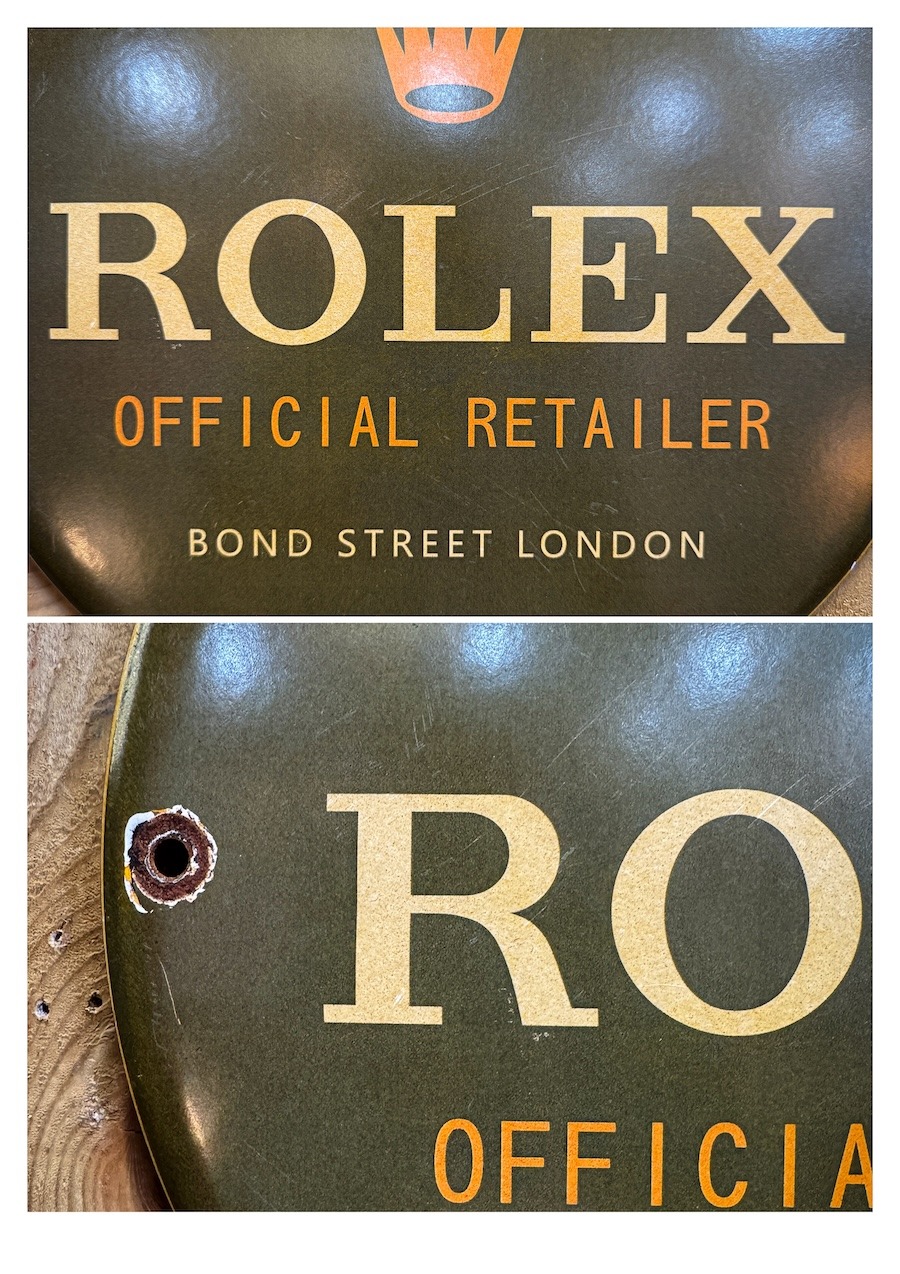 ROLEX
OFFICIAL RETAILER
BOND STREET LONDON
RO
OFFICIA